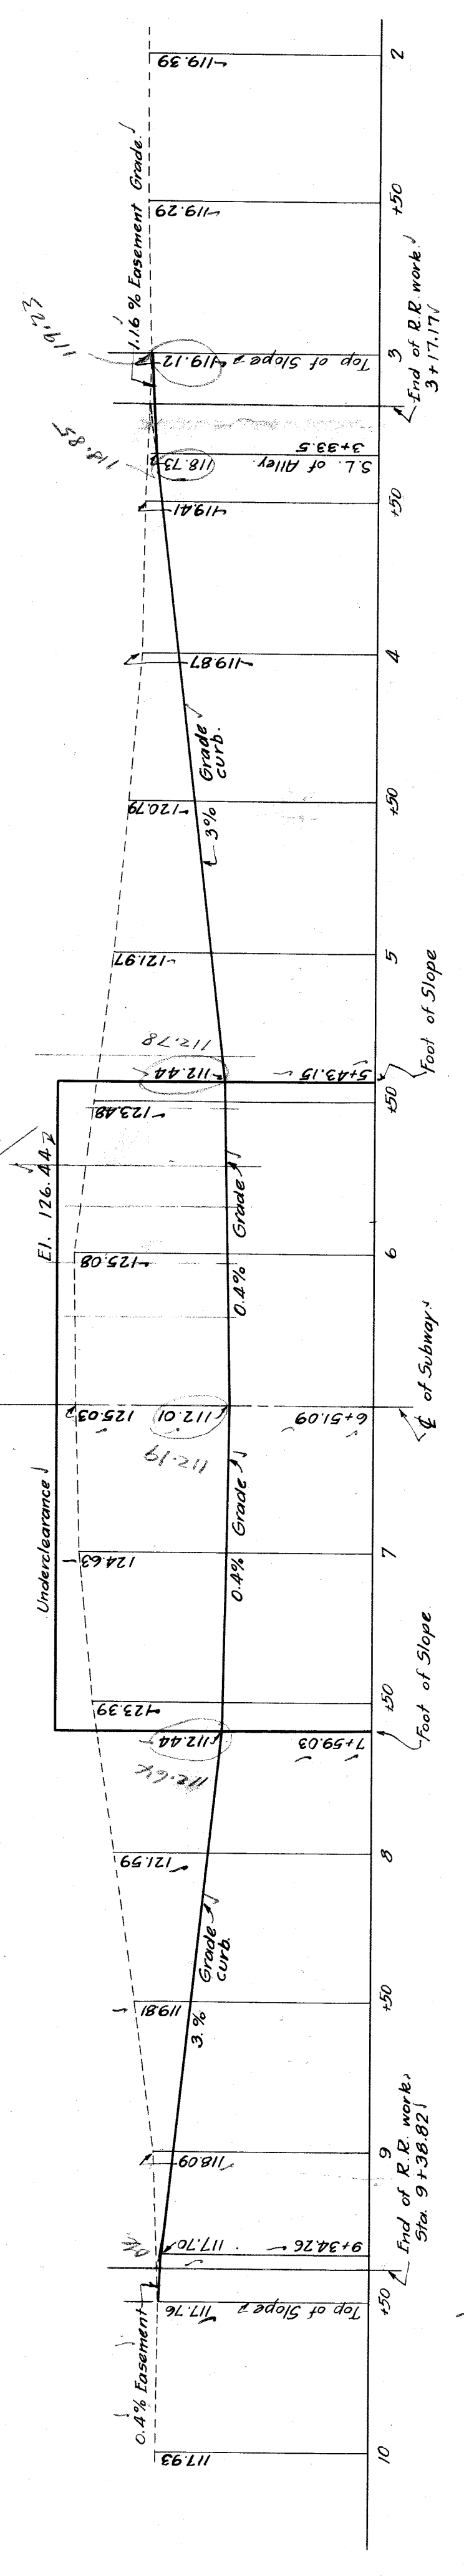 119.39
2
1.16 % Easement Grade.
119.29
+50
119.23
119.12
Top of Slope
3
End of R.R. work.
3+17.17
118.85
118.73
S.L. of Alley
3+33.5
119.41
+50
119.87
4
Grade
curb.
3%
120.79
+50
121.97
5
112.78
112.44
5+43.15
Foot of Slope
123.48
+50
El. 126.44
Grade
0.4%
125.08
6
125.03
112.01
6+51.09
℄ of Subway.
112.19
Underclearance
Grade
0.4%
124.63
7
123.39
+50
112.44
7+59.03
Foot of Slope.
112.64
121.59
8
Grade
curb.
3.%
119.81
+50
118.09
9
End of R.R. work.
Sta. 9+38.82
OK
117.70
9+34.26
0.4% Easement
117.76
Top of Slope
+50
117.93
10